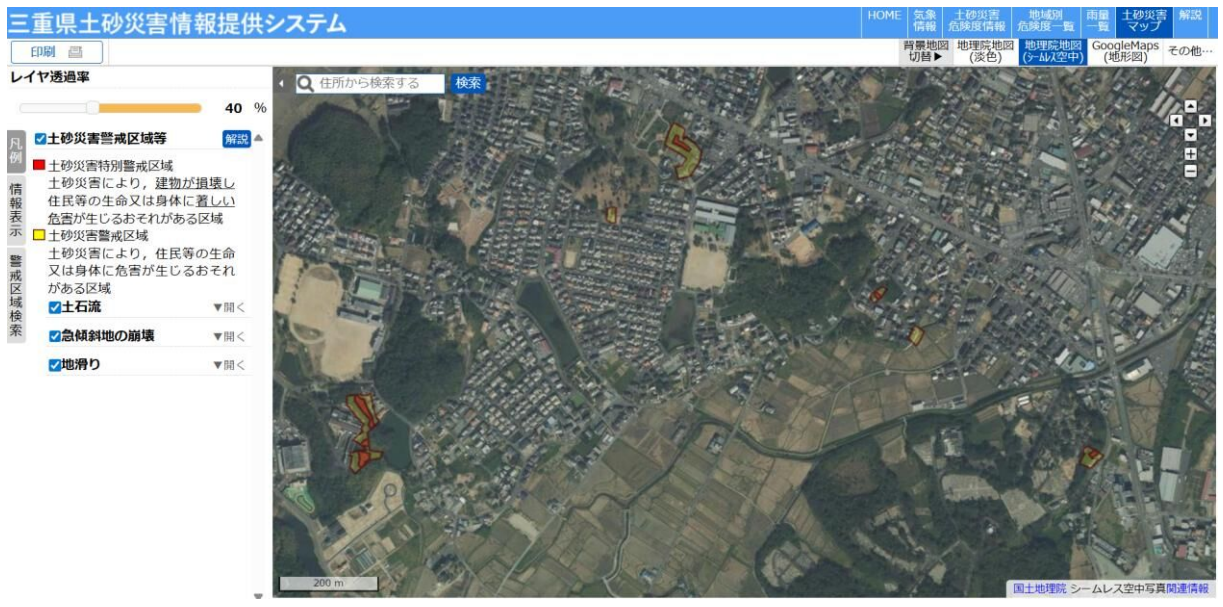 三重県土砂災害情報提供システム
HOME
気象
情報
土砂災害
危険度情報
地域別
危険度一覧
雨量
一覧
土砂災害
マップ
解説
印刷
背景地図
切替▶
地理院地図
(淡色)
地理院地図
(シームレス空中)
GoogleMaps
(地形図)
その他…
レイヤ透過率
40 %
住所から検索する
検索
凡例
情報表示
警戒区域検索
土砂災害警戒区域等
解説
土砂災害特別警戒区域
土砂災害により，建物が損壊し
住民等の生命又は身体に著しい
危害が生じるおそれがある区域
土砂災害警戒区域
土砂災害により，住民等の生命
又は身体に危害が生じるおそれ
がある区域
土石流 ▼開く
急傾斜地の崩壊 ▼開く
地滑り ▼開く
200 m
国土地理院 シームレス空中写真関連情報